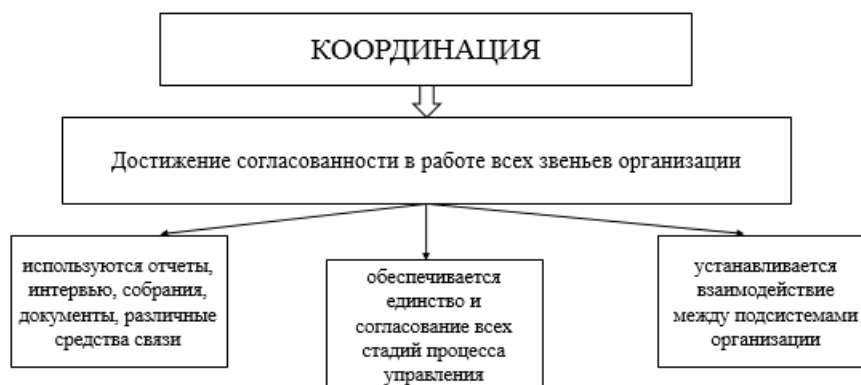 КООРДИНАЦИЯ
Достижение согласованности в работе всех звеньев организации
используются отчеты,
интервью, собрания,
документы, различные
средства связи
обеспечивается
единство и
согласование всех
стадий процесса
управления
устанавливается
взаимодействие
между подсистемами
организации